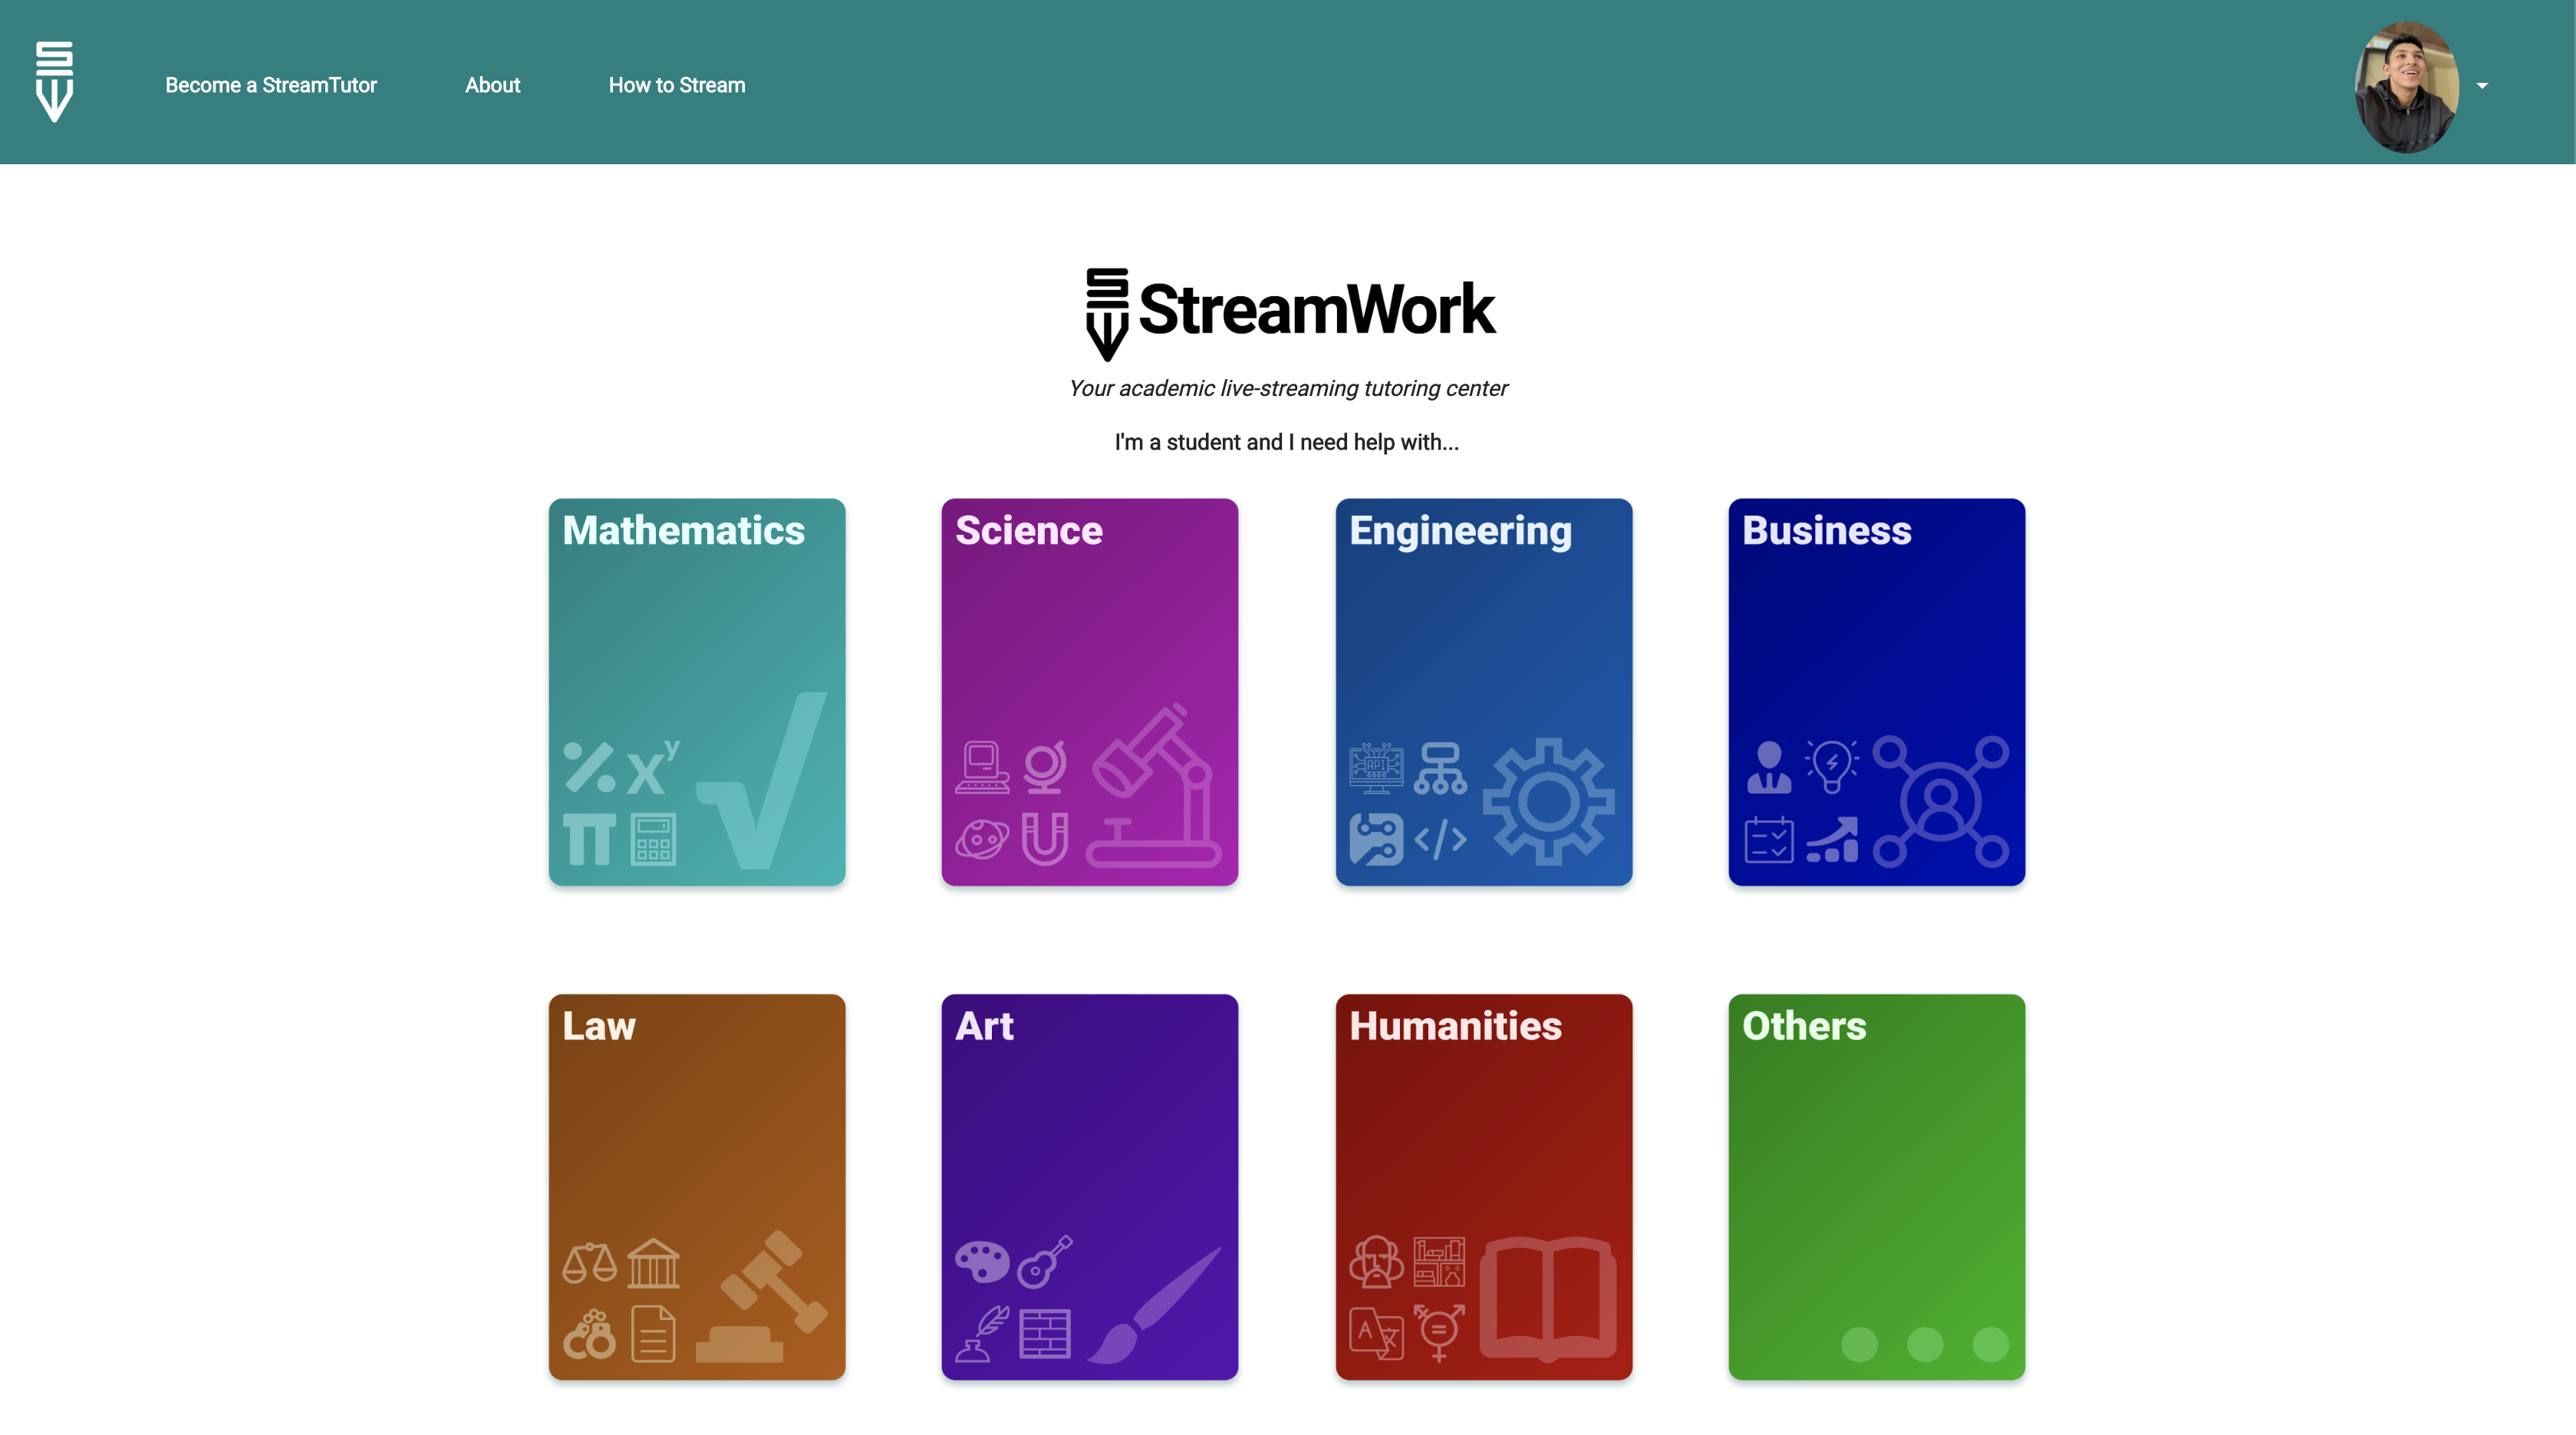 Become a StreamTutor About How to Stream
StreamWork
Your academic live-streaming tutoring center
I'm a student and I need help with...
Mathematics Science Engineering Business
Law Art Humanities Others